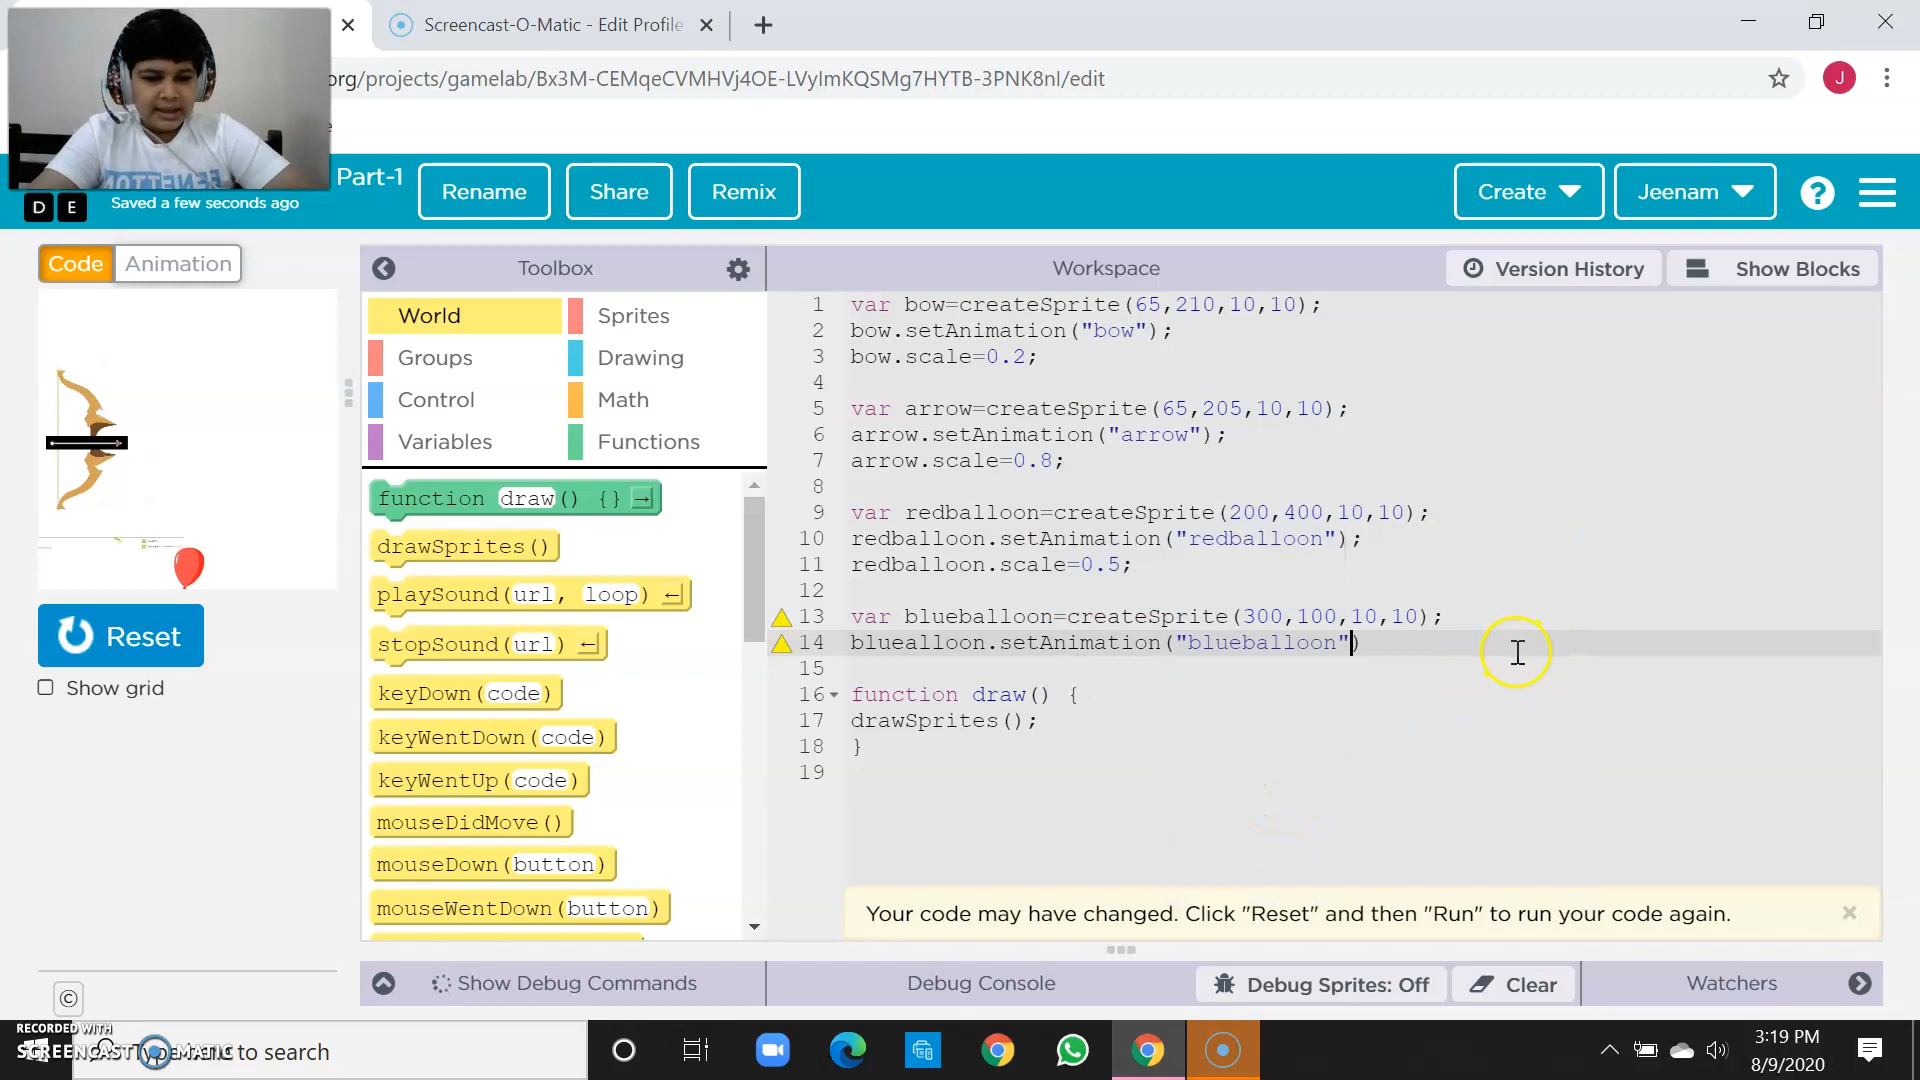 Screencast-O-Matic - Edit Profile
org/projects/gamelab/Bx3M-CEMqeCVMHVj4OE-LVyImKQSMg7HYTB-3PNK8nI/edit
J
Part-1
Rename
Share
Remix
Create
Jeenam
?
D E
Saved a few seconds ago
Code
Animation
Toolbox
Workspace
Version History
Show Blocks
World
Sprites
Groups
Drawing
Control
Math
Variables
Functions
function draw() {}
drawSprites()
playSound(url, loop)
stopSound(url)
keyDown(code)
keyWentDown(code)
keyWentUp(code)
mouseDidMove()
mouseDown(button)
mouseWentDown(button)
1 var bow=createSprite(65,210,10,10);
2 bow.setAnimation("bow");
3 bow.scale=0.2;
4
5 var arrow=createSprite(65,205,10,10);
6 arrow.setAnimation("arrow");
7 arrow.scale=0.8;
8
9 var redballoon=createSprite(200,400,10,10);
10 redballoon.setAnimation("redballoon");
11 redballoon.scale=0.5;
12
13 var blueballoon=createSprite(300,100,10,10);
14 bluealloon.setAnimation("blueballoon")
15
16 function draw() {
17 drawSprites();
18 }
19
Reset
Show grid
Your code may have changed. Click "Reset" and then "Run" to run your code again.
Show Debug Commands
Debug Console
Debug Sprites: Off
Clear
Watchers
©
RECORDED WITH
SCREENCAST-O-MATIC
Type here to search
3:19 PM
8/9/2020